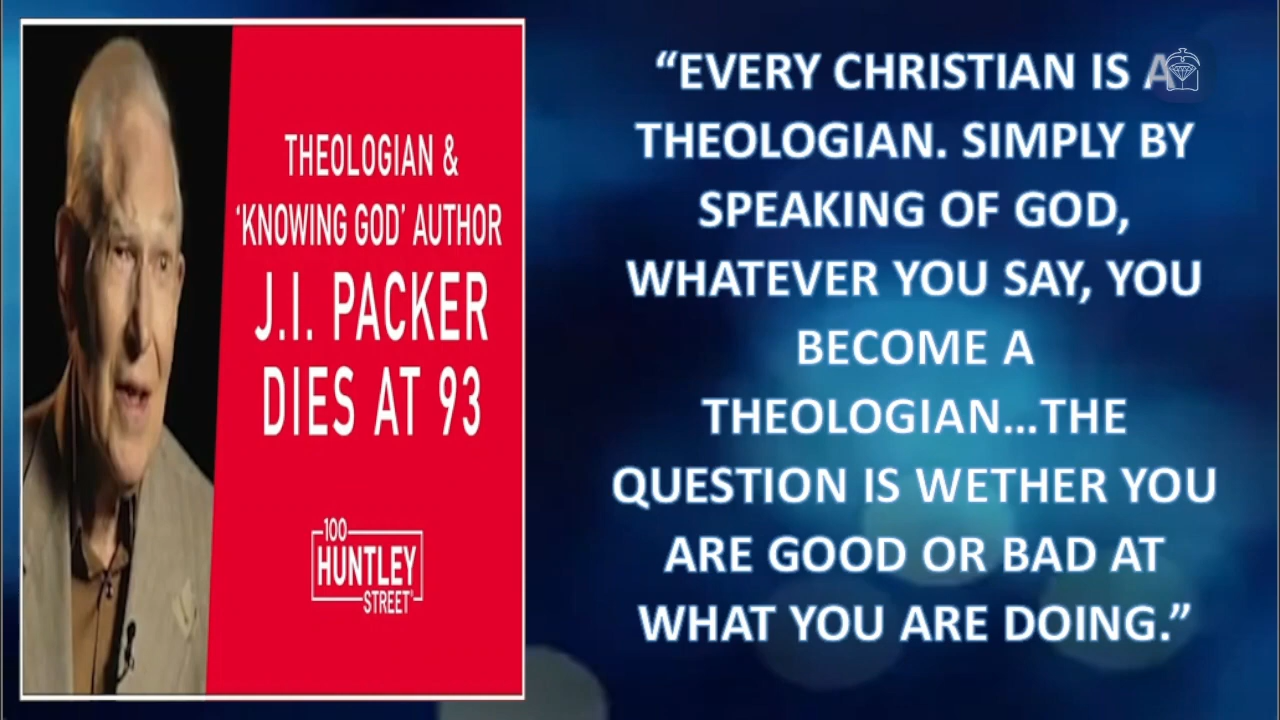 THEOLOGIAN &
‘KNOWING GOD’ AUTHOR
J.I. PACKER
DIES AT 93
100
HUNTLEY
STREET
“EVERY CHRISTIAN IS A
THEOLOGIAN. SIMPLY BY
SPEAKING OF GOD,
WHATEVER YOU SAY, YOU
BECOME A
THEOLOGIAN…THE
QUESTION IS WETHER YOU
ARE GOOD OR BAD AT
WHAT YOU ARE DOING.”